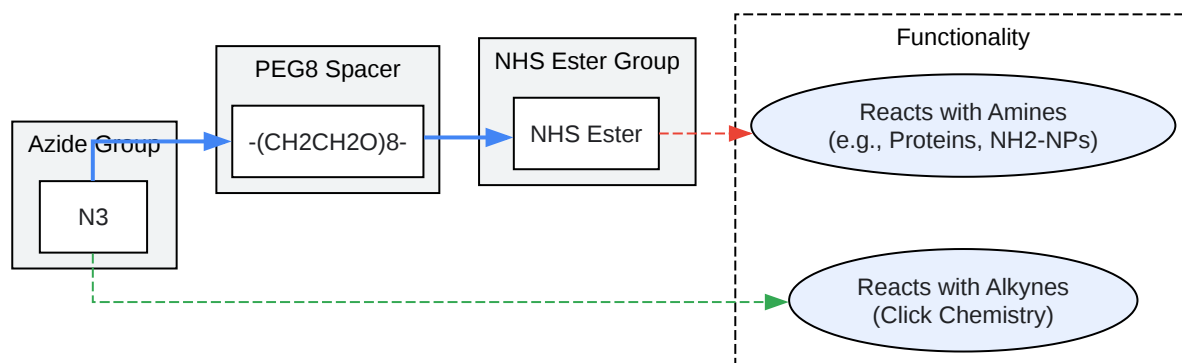 Functionality
PEG8 Spacer
NHS Ester Group
Reacts with Amines
(e.g., Proteins, NH2-NPs)
-(CH2CH2O)8-
NHS Ester
Azide Group
N3
Reacts with Alkynes
(Click Chemistry)